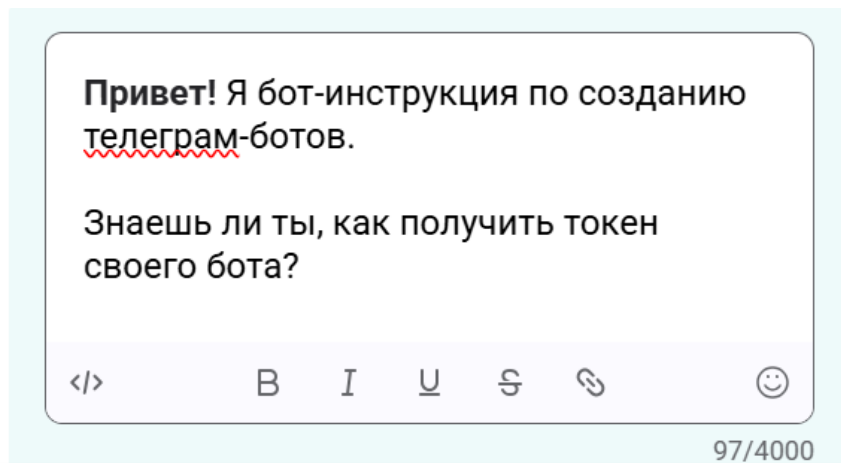 Привет! Я бот-инструкция по созданию
телеграм-ботов.
Знаешь ли ты, как получить токен
своего бота?
</> B I U S
97/4000